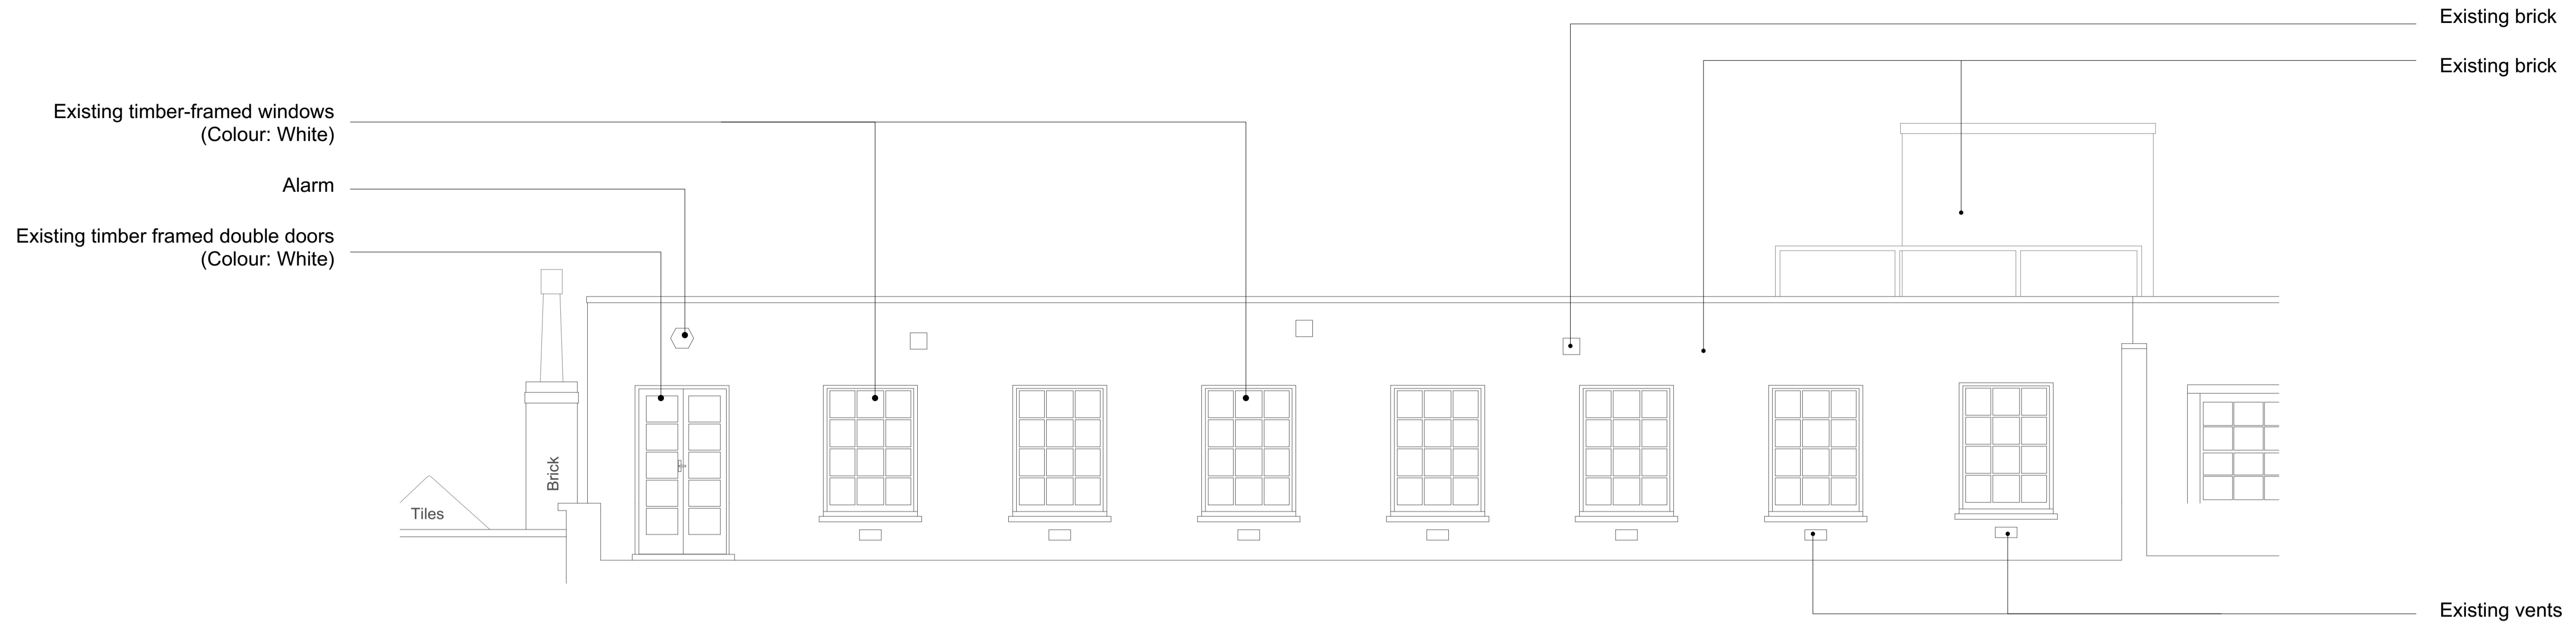 Existing brick
Existing brick
Existing timber-framed windows
(Colour: White)
Alarm
Existing timber framed double doors
(Colour: White)
Brick
Tiles
Existing vents